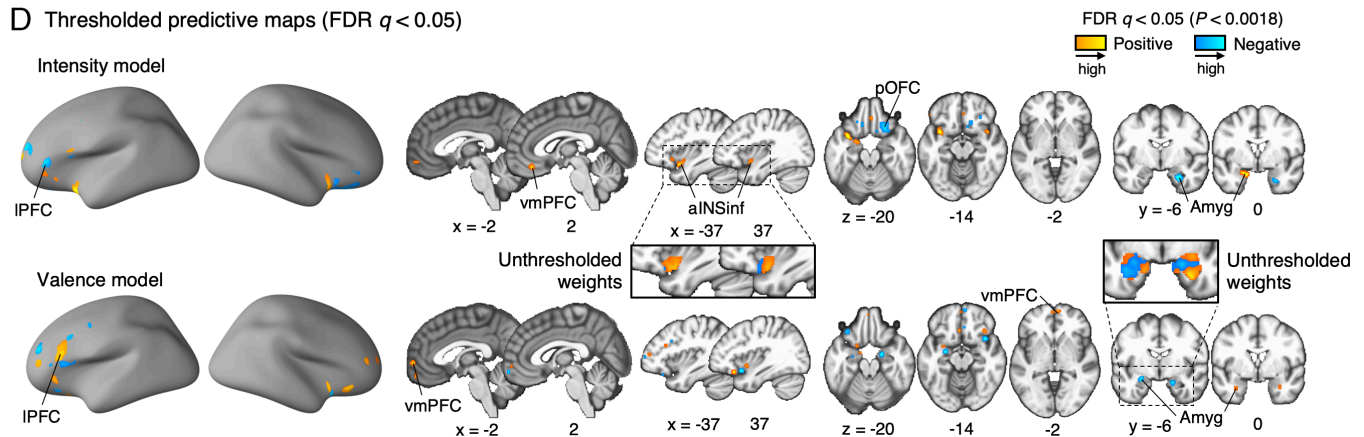 D Thresholded predictive maps (FDR q < 0.05)
FDR q < 0.05 (P < 0.0018)
Positive Negative
high high
Intensity model
lPFC
vmPFC
x = -2 2
aINSinf
x = -37 37
pOFC
z = -20 -14 -2
Amyg
y = -6 0
Unthresholded
weights
Unthresholded
weights
Valence model
lPFC
vmPFC
x = -2 2
x = -37 37
vmPFC
z = -20 -14 -2
Amyg
y = -6 0